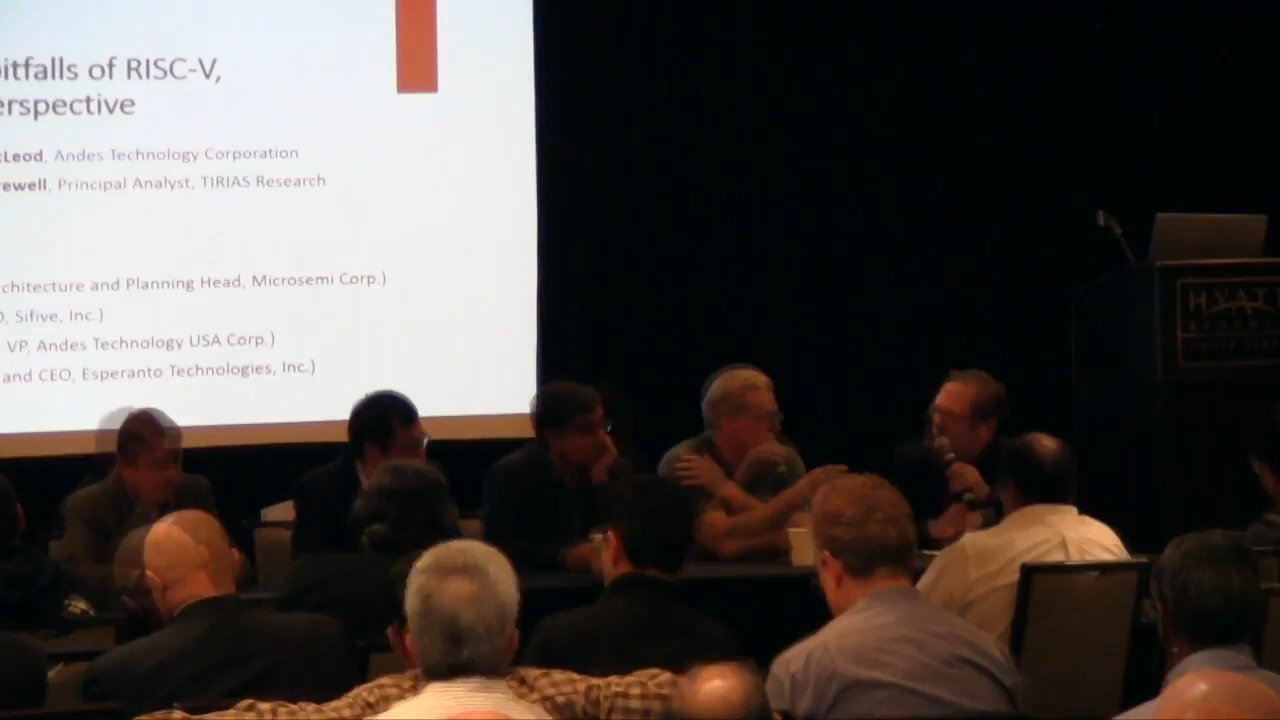 itfalls of RISC-V,
erspective
Leod, Andes Technology Corporation
ewell, Principal Analyst, TIRIAS Research
chitecture and Planning Head, Microsemi Corp.)
, Sifive, Inc.)
VP, Andes Technology USA Corp.)
and CEO, Esperanto Technologies, Inc.)
HYATT